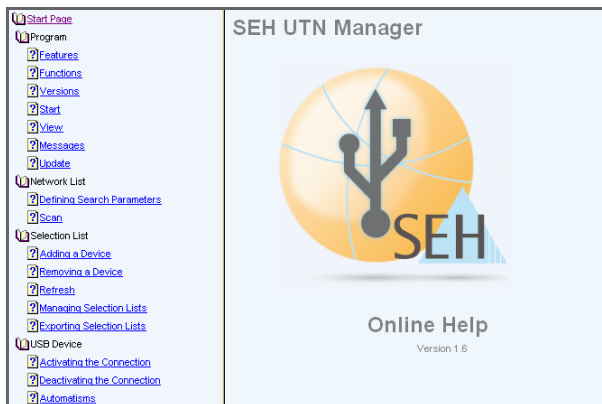 Start Page
Program
Features
Functions
Versions
Start
View
Messages
Update
Network List
Defining Search Parameters
Scan
Selection List
Adding a Device
Removing a Device
Refresh
Managing Selection Lists
Exporting Selection Lists
USB Device
Activating the Connection
Deactivating the Connection
Automatisms
SEH UTN Manager
SEH
Online Help
Version 1.6